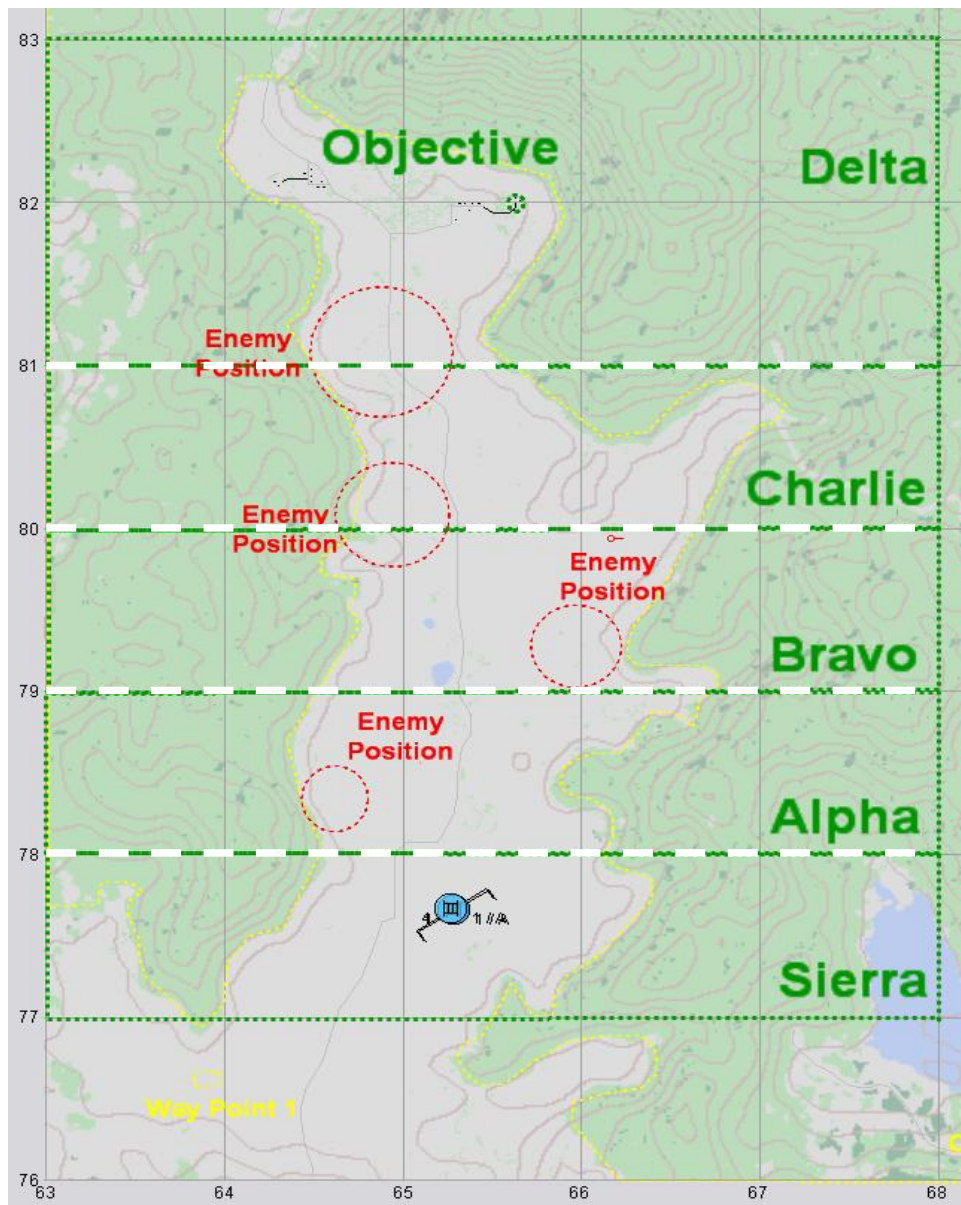 83
Objective
Delta
82
Enemy
Position
81
Charlie
Enemy
Position
80
Enemy
Position
Bravo
79
Enemy
Position
Alpha
78
Sierra
77
Way Point 1
76
63 64 65 66 67 68